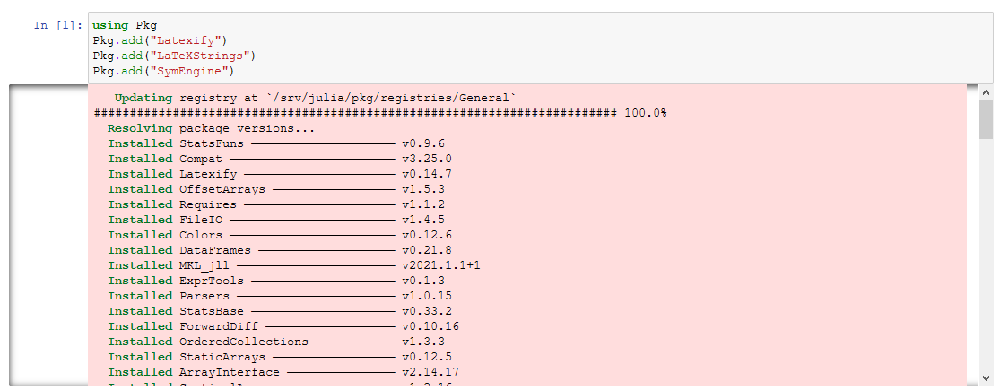 In [1]: using Pkg
Pkg.add("Latexify")
Pkg.add("LaTeXStrings")
Pkg.add("SymEngine")
Updating registry at `/srv/julia/pkg/registries/General`
######################################################################### 100.0%
Resolving package versions...
Installed StatsFuns ──────────────────── v0.9.6
Installed Compat ─────────────────────── v3.25.0
Installed Latexify ───────────────────── v0.14.7
Installed OffsetArrays ───────────────── v1.5.3
Installed Requires ───────────────────── v1.1.2
Installed FileIO ─────────────────────── v1.4.5
Installed Colors ─────────────────────── v0.12.6
Installed DataFrames ─────────────────── v0.21.8
Installed MKL_jll ────────────────────── v2021.1.1+1
Installed ExprTools ──────────────────── v0.1.3
Installed Parsers ────────────────────── v1.0.15
Installed StatsBase ──────────────────── v0.33.2
Installed ForwardDiff ────────────────── v0.10.16
Installed OrderedCollections ─────────── v1.3.3
Installed StaticArrays ───────────────── v0.12.5
Installed ArrayInterface ─────────────── v2.14.17